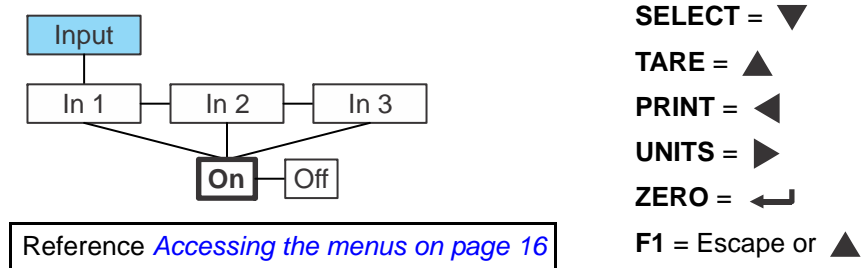 Input
In 1 In 2 In 3
On Off
Reference Accessing the menus on page 16
SELECT = ▼
TARE = ▲
PRINT = ◀
UNITS = ▶
ZERO = ↵
F1 = Escape or ▲